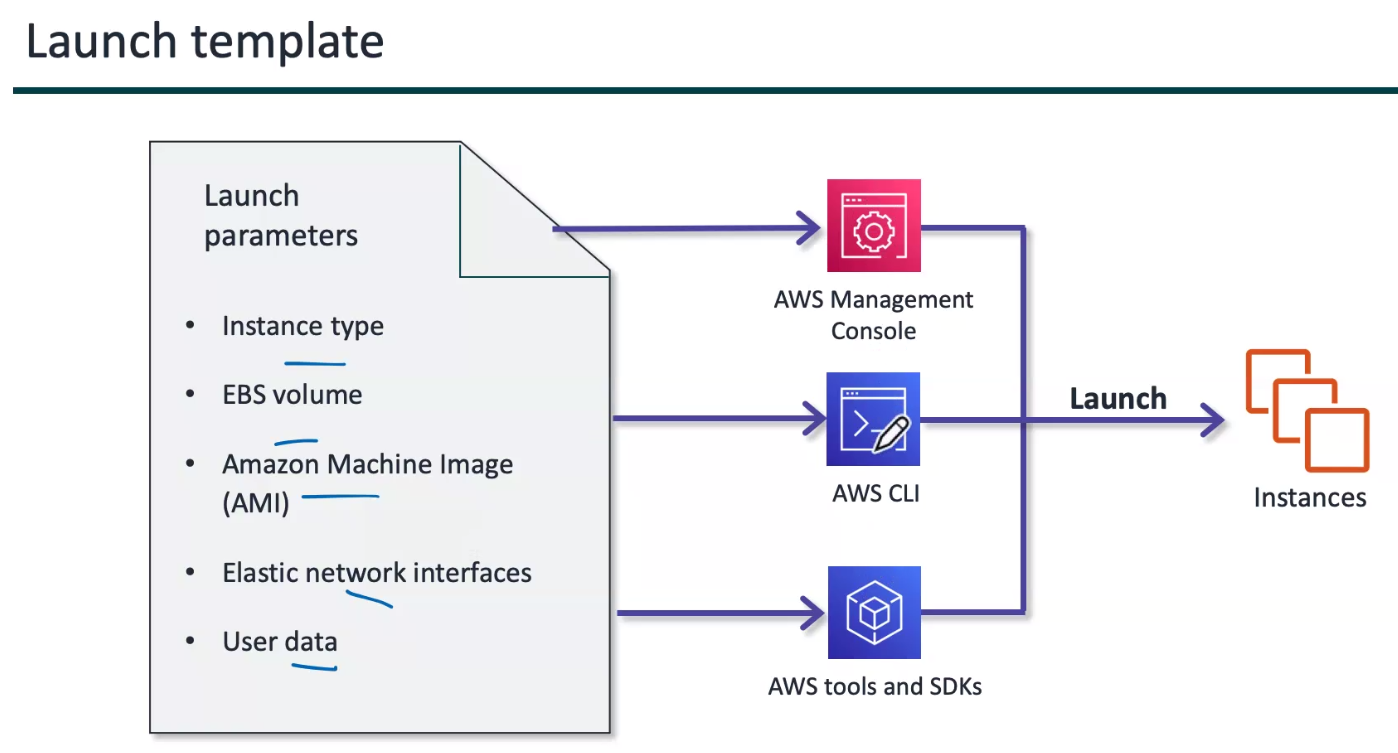 Launch template
Launch
parameters
• Instance type
• EBS volume
• Amazon Machine Image
(AMI)
• Elastic network interfaces
• User data
AWS Management
Console
AWS CLI
AWS tools and SDKs
Launch
Instances